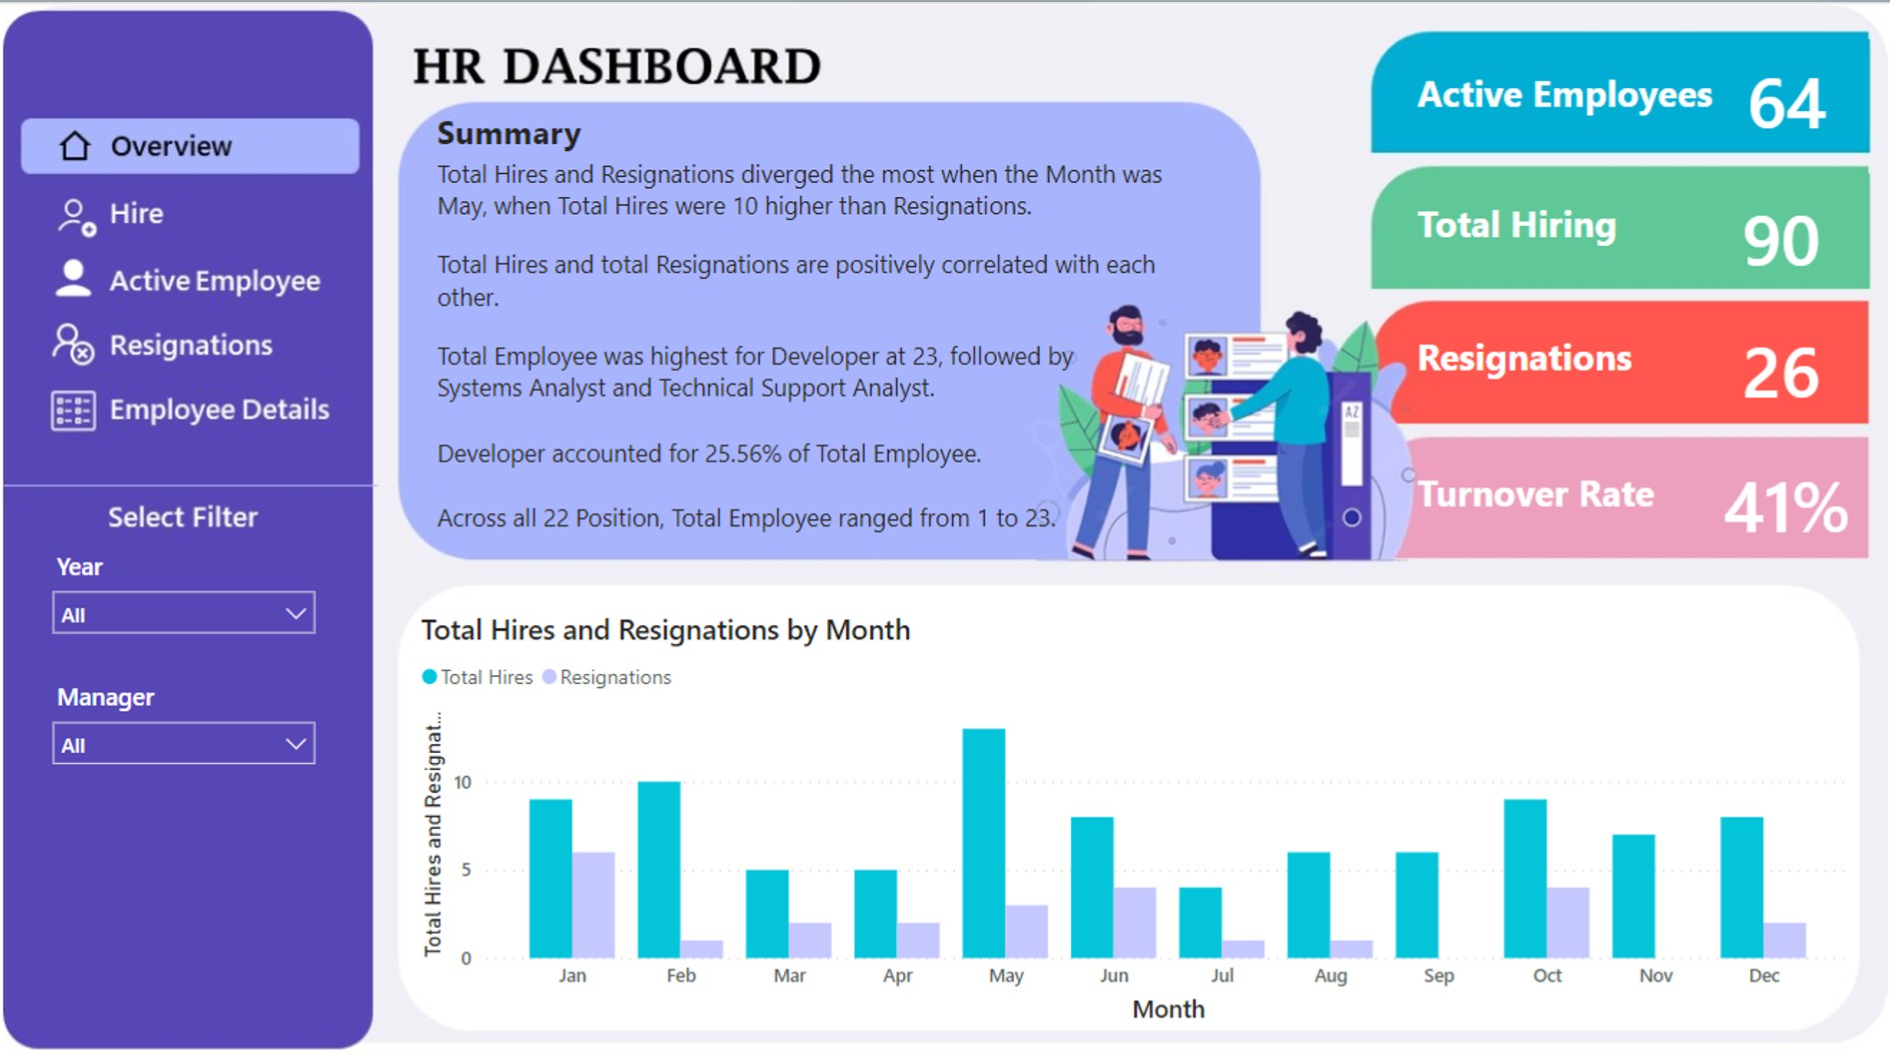 HR DASHBOARD
Overview
Hire
Active Employee
Resignations
Employee Details
Select Filter
Year
All
Manager
All
Summary
Total Hires and Resignations diverged the most when the Month was
May, when Total Hires were 10 higher than Resignations.
Total Hires and total Resignations are positively correlated with each
other.
Total Employee was highest for Developer at 23, followed by
Systems Analyst and Technical Support Analyst.
Developer accounted for 25.56% of Total Employee.
Across all 22 Position, Total Employee ranged from 1 to 23.
AZ
Active Employees 64
Total Hiring 90
Resignations 26
Turnover Rate 41%
Total Hires and Resignations by Month
Total Hires Resignations
Total Hires and Resignat...
10
5
0
Jan Feb Mar Apr May Jun Jul Aug Sep Oct Nov Dec
Month